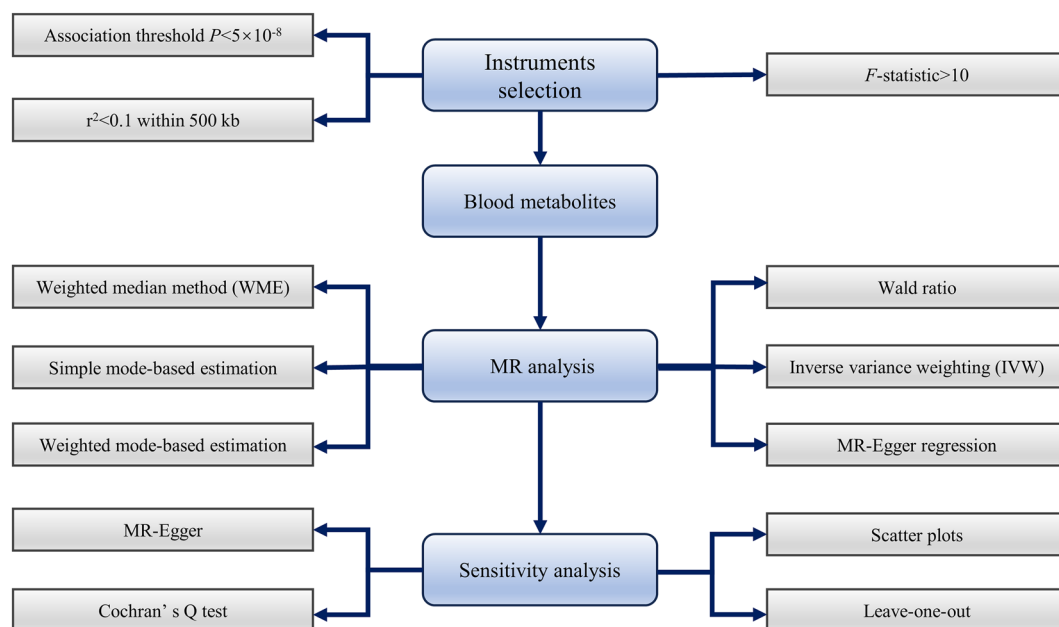 Association threshold P<5×10⁻⁸
Instruments
selection
F-statistic>10
r²<0.1 within 500 kb
Blood metabolites
Weighted median method (WME)
Wald ratio
Simple mode-based estimation
MR analysis
Inverse variance weighting (IVW)
Weighted mode-based estimation
MR-Egger regression
MR-Egger
Scatter plots
Sensitivity analysis
Cochran’ s Q test
Leave-one-out